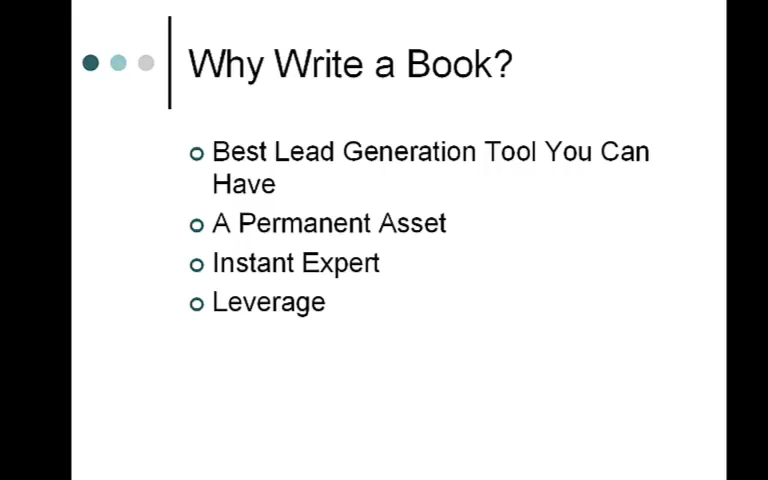 Why Write a Book?
Best Lead Generation Tool You Can
Have
A Permanent Asset
Instant Expert
Leverage